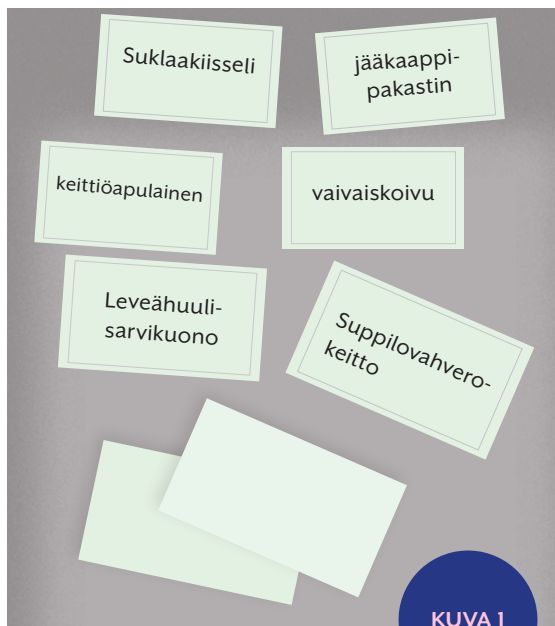 Suklaakiisseli
jääkaappi-
pakastin
keittiöapulainen
vaivaiskoivu
Leveähuuli-
sarvikuono
Suppilovahvero-
keitto
KUVA 1